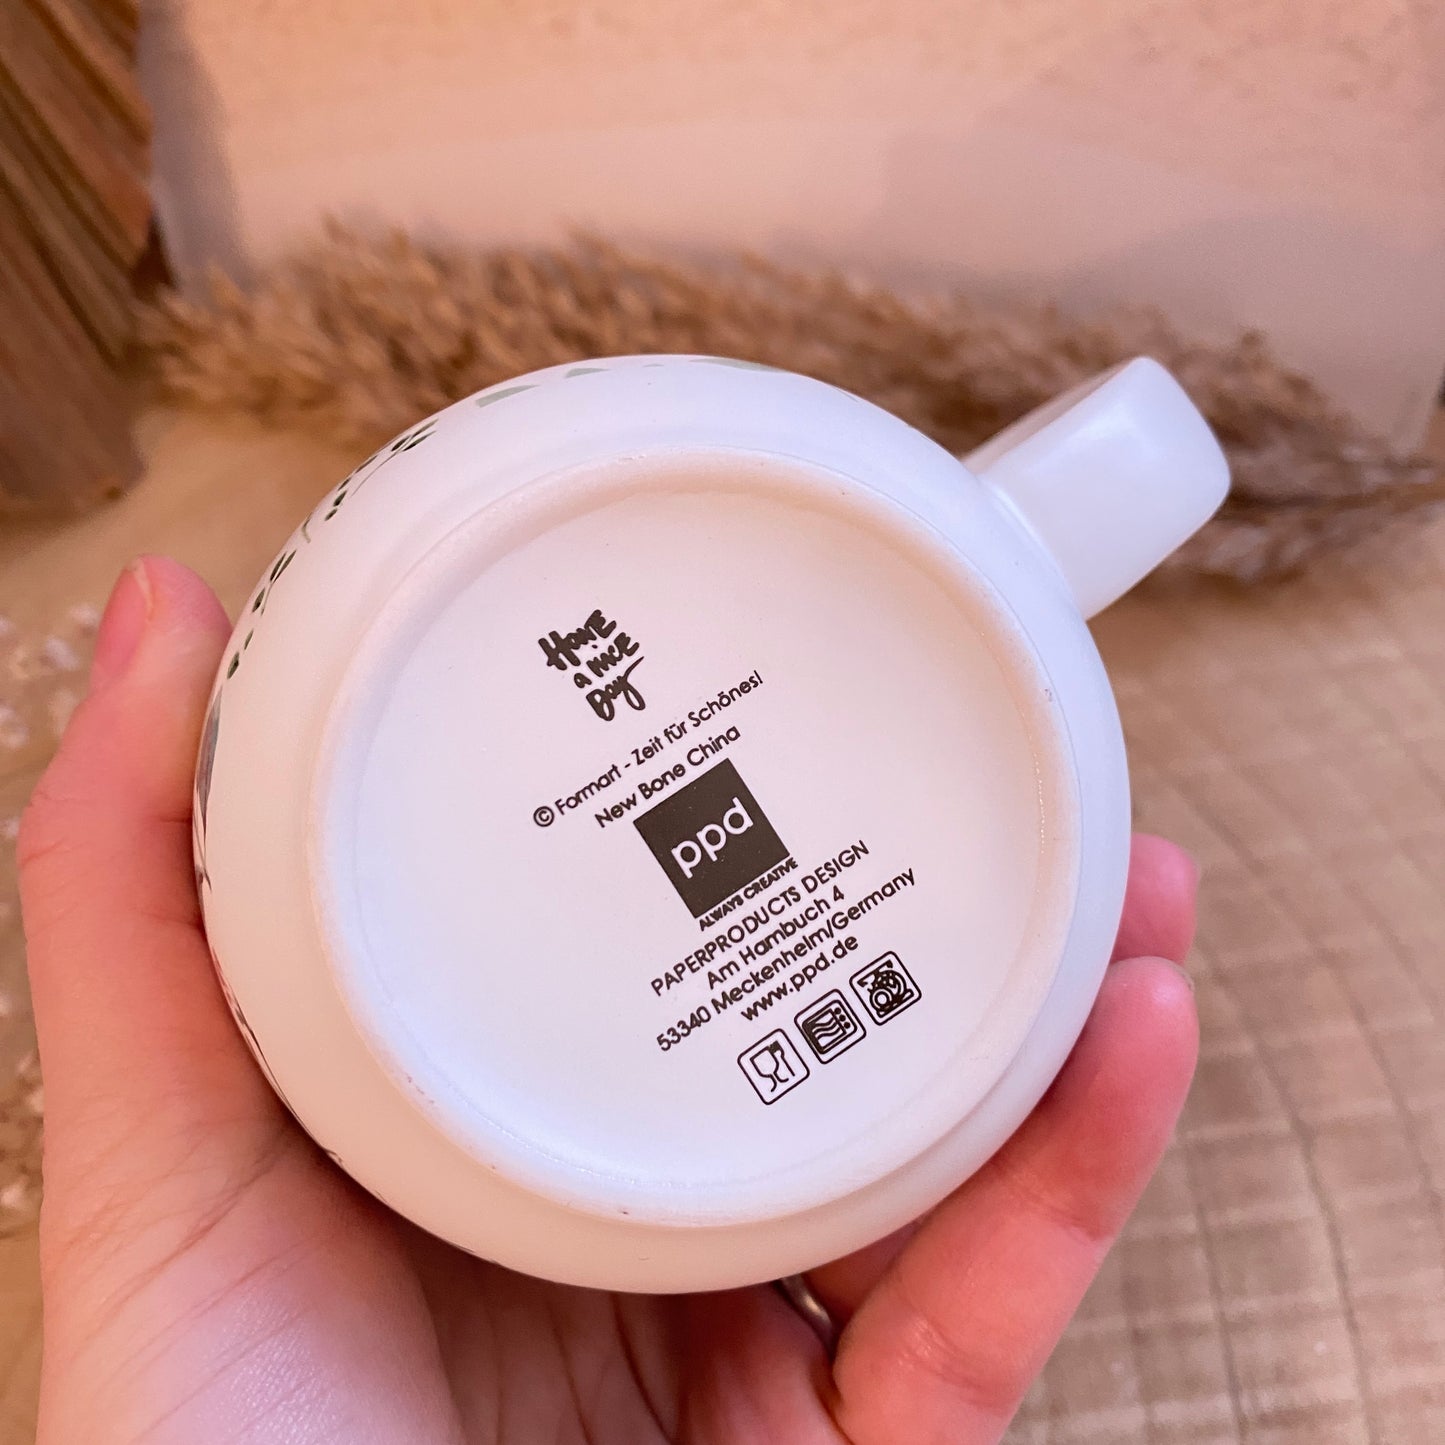 Have
a nice
Day
© Formart - Zeit für Schönes!
New Bone China
ppd
ALWAYS CREATIVE
PAPERPRODUCTS DESIGN
Am Hambuch 4
53340 Meckenheim/Germany
www.ppd.de